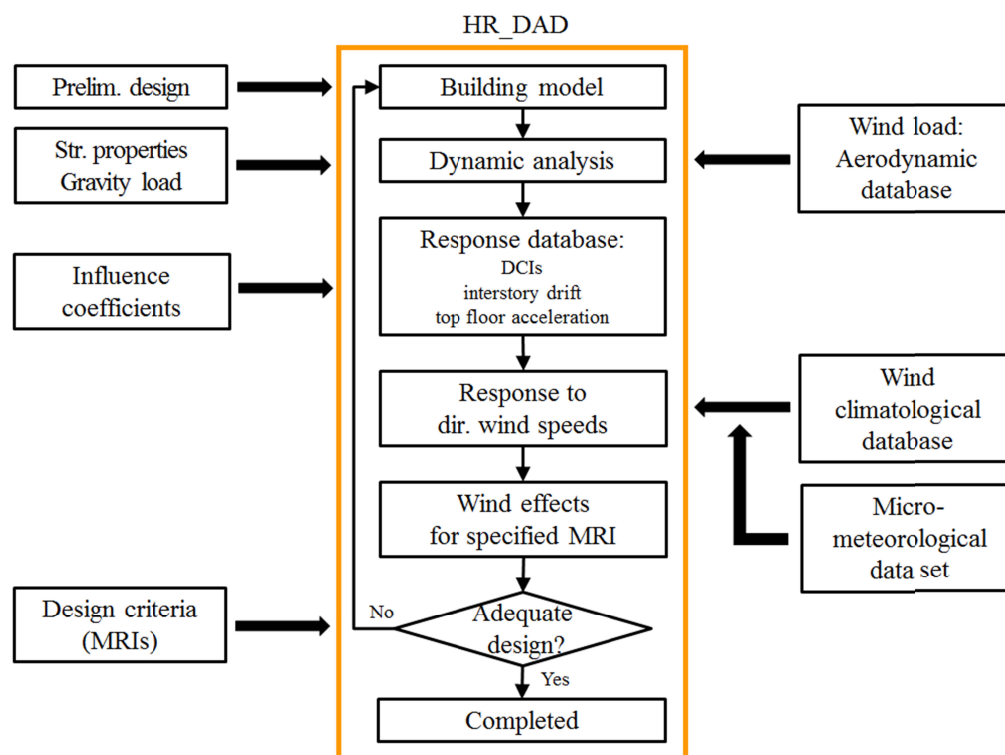 HR_DAD
Prelim. design
Building model
Str. properties
Gravity load
Dynamic analysis
Wind load:
Aerodynamic
database
Influence
coefficients
Response database:
DCIs
interstory drift
top floor acceleration
Response to
dir. wind speeds
Wind
climatological
database
Wind effects
for specified MRI
Micro-
meteorological
data set
Design criteria
(MRIs)
No
Adequate
design?
Yes
Completed